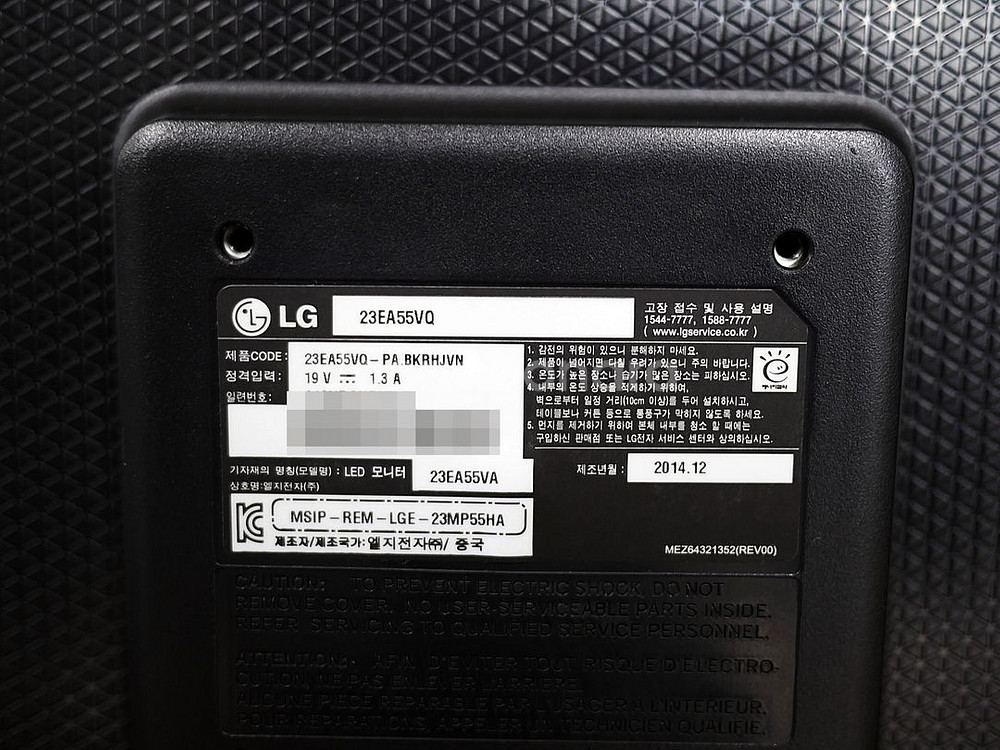 LG
23EA55VQ
고장 접수 및 사용 설명
1544-7777, 1588-7777
( www.lgservice.co.kr )
제품CODE: 23EA55VQ-PA.BKRHJVN
정격입력: 19 V 1.3 A
일련번호:
1. 감전의 위험이 있으니 분해하지 마세요.
2. 제품이 넘어지면 다칠 우려가 있으니 주의 바랍니다.
3. 온도가 높은 장소나 습기가 많은 장소는 피하십시오.
4. 내부의 온도 상승을 적게하기 위하여,
벽으로부터 일정 거리(10cm 이상)를 두어 설치하시고,
테이블보나 커튼 등으로 통풍구가 막히지 않도록 하세요.
5. 먼지를 제거하기 위하여 본체 내부를 청소 할 때에는
구입하신 판매점 또는 LG전자 서비스 센터와 상의하십시오.
에너지절약
기자재의 명칭(모델명) : LED 모니터 23EA55VA
상호명:엘지전자(주)
제조년월 : 2014.12
MSIP-REM-LGE-23MP55HA
제조자/제조국가: 엘지전자(주)/ 중국
MEZ64321352(REV00)
CAUTION: TO PREVENT ELECTRIC SHOCK, DO NOT
REMOVE COVER. NO USER-SERVICEABLE PARTS INSIDE.
REFER SERVICING TO QUALIFIED SERVICE PERSONNEL.
ATTENTION: AFIN D'EVITER TOUT RISQUE D'ELECTRO-
CUTION, NE PAS ENLEVER L'ARRIERE.
AUCUNE PIECE REPARABLE PAR L'USAGER A L'INTERIEUR.
POUR REPARATIONS, APPELER UN TECHNICIEN QUALIFIE.